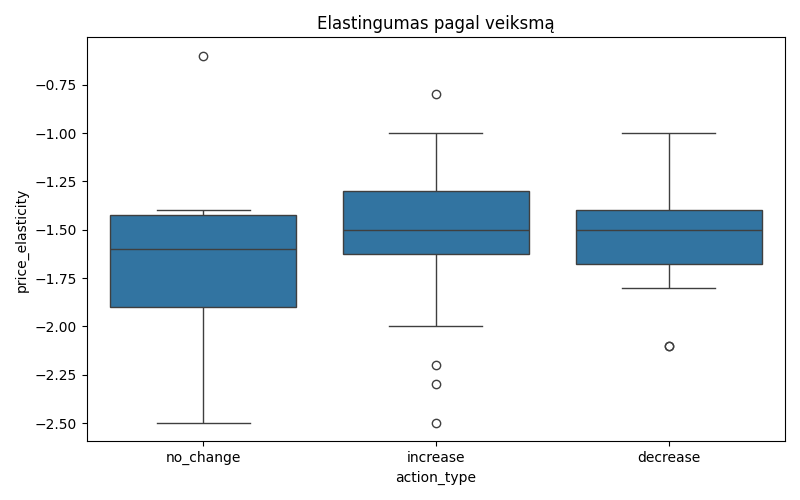 Elastingumas pagal veiksmą
price_elasticity
−0.75
−1.00
−1.25
−1.50
−1.75
−2.00
−2.25
−2.50
no_change increase decrease
action_type